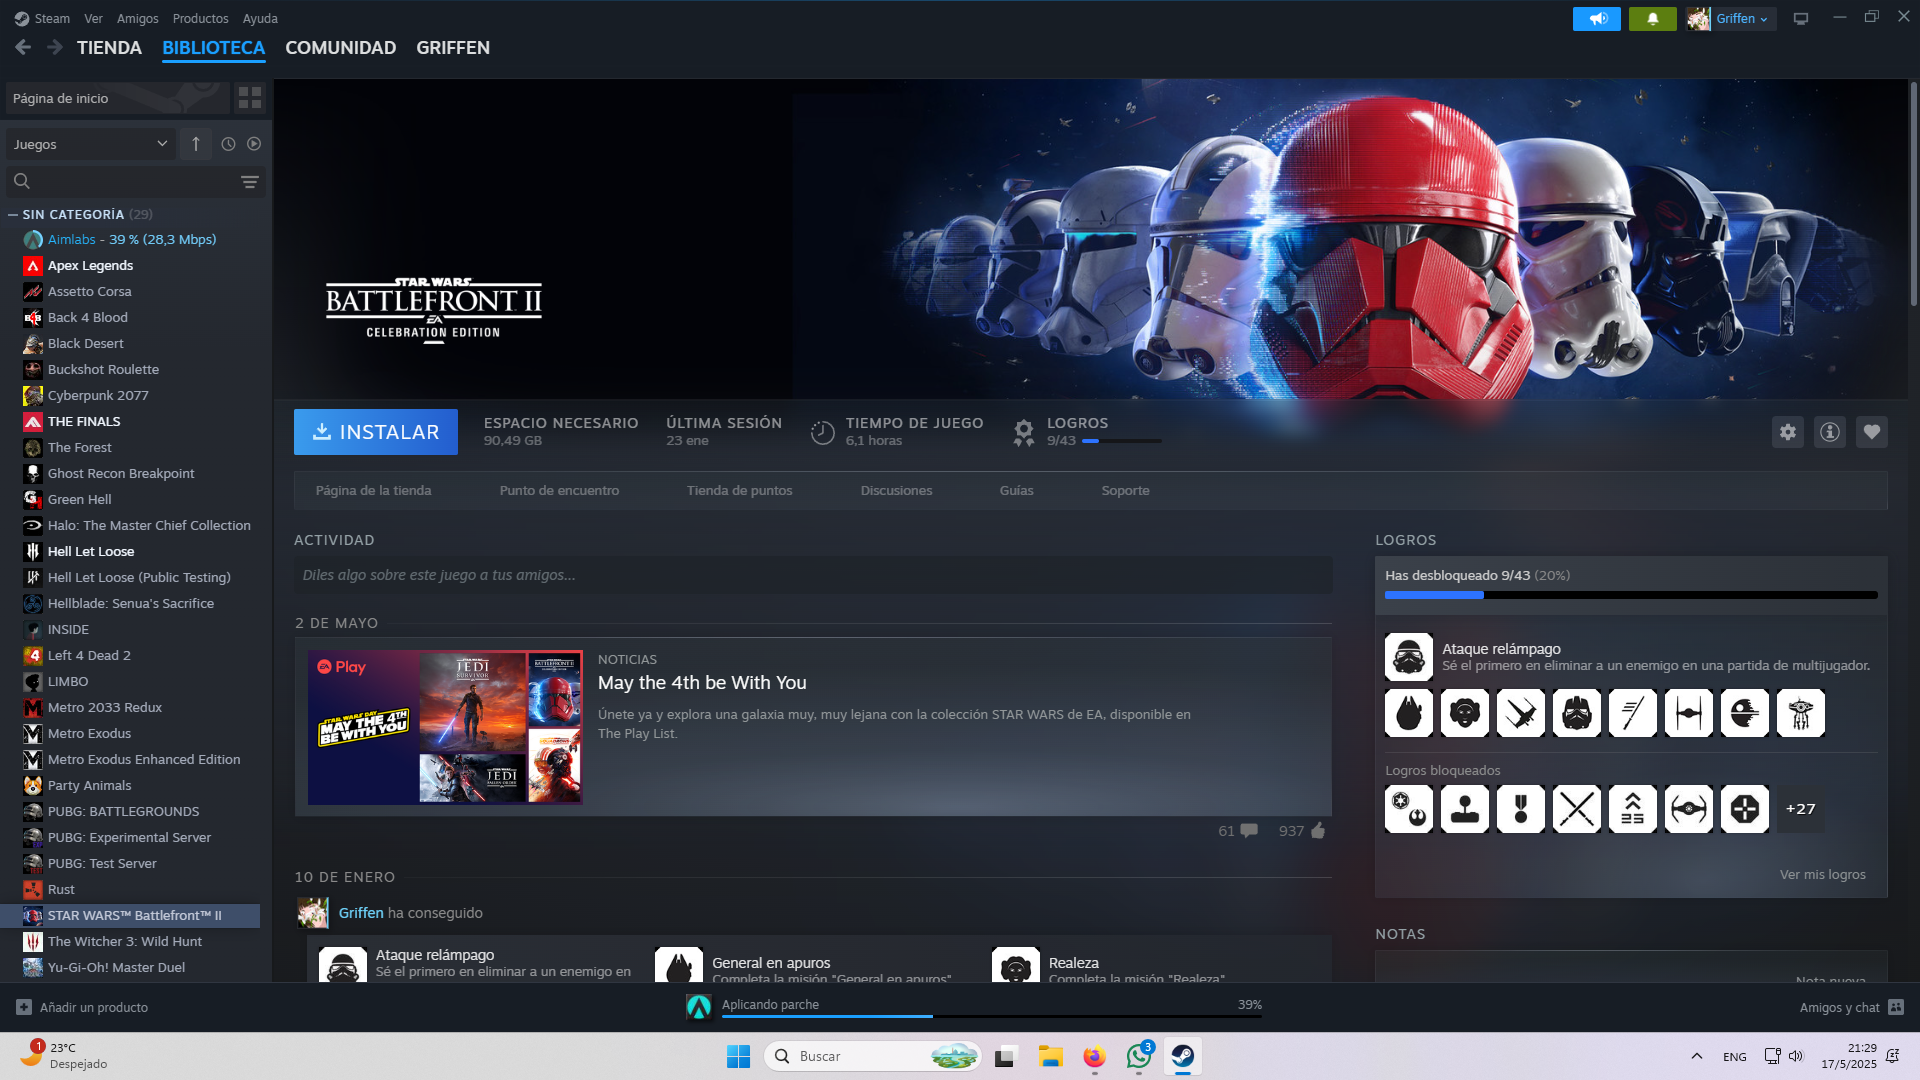 Steam Ver Amigos Productos Ayuda
Griffen
TIENDA BIBLIOTECA COMUNIDAD GRIFFEN
Página de inicio
Juegos
SIN CATEGORÍA (29)
Aimlabs - 39 % (28,3 Mbps)
Apex Legends
Assetto Corsa
Back 4 Blood
Black Desert
Buckshot Roulette
Cyberpunk 2077
THE FINALS
The Forest
Ghost Recon Breakpoint
Green Hell
Halo: The Master Chief Collection
Hell Let Loose
Hell Let Loose (Public Testing)
Hellblade: Senua's Sacrifice
INSIDE
Left 4 Dead 2
LIMBO
Metro 2033 Redux
Metro Exodus
Metro Exodus Enhanced Edition
Party Animals
PUBG: BATTLEGROUNDS
PUBG: Experimental Server
PUBG: Test Server
Rust
STAR WARS™ Battlefront™ II
The Witcher 3: Wild Hunt
Yu-Gi-Oh! Master Duel
STAR WARS
BATTLEFRONT II
EA
CELEBRATION EDITION
INSTALAR
ESPACIO NECESARIO
90,49 GB
ÚLTIMA SESIÓN
23 ene
TIEMPO DE JUEGO
6,1 horas
LOGROS
9/43
Página de la tienda Punto de encuentro Tienda de puntos Discusiones Guías Soporte
ACTIVIDAD
Diles algo sobre este juego a tus amigos...
2 DE MAYO
EA Play
STAR WARS DAY
MAY THE 4TH
BE WITH YOU
JEDI
SURVIVOR
BATTLEFRONT II
JEDI
FALLEN ORDER
NOTICIAS
May the 4th be With You
Únete ya y explora una galaxia muy, muy lejana con la colección STAR WARS de EA, disponible en
The Play List.
61 937
10 DE ENERO
Griffen ha conseguido
Ataque relámpago
Sé el primero en eliminar a un enemigo en
General en apuros
Completa la misión "General en apuros"
Realeza
Completa la misión "Realeza"
LOGROS
Has desbloqueado 9/43 (20%)
Ataque relámpago
Sé el primero en eliminar a un enemigo en una partida de multijugador.
Logros bloqueados
25
+27
Ver mis logros
NOTAS
Nota nueva
Añadir un producto
Aplicando parche 39%
Amigos y chat
1
23°C
Despejado
Buscar
3
ENG
21:29
17/5/2025